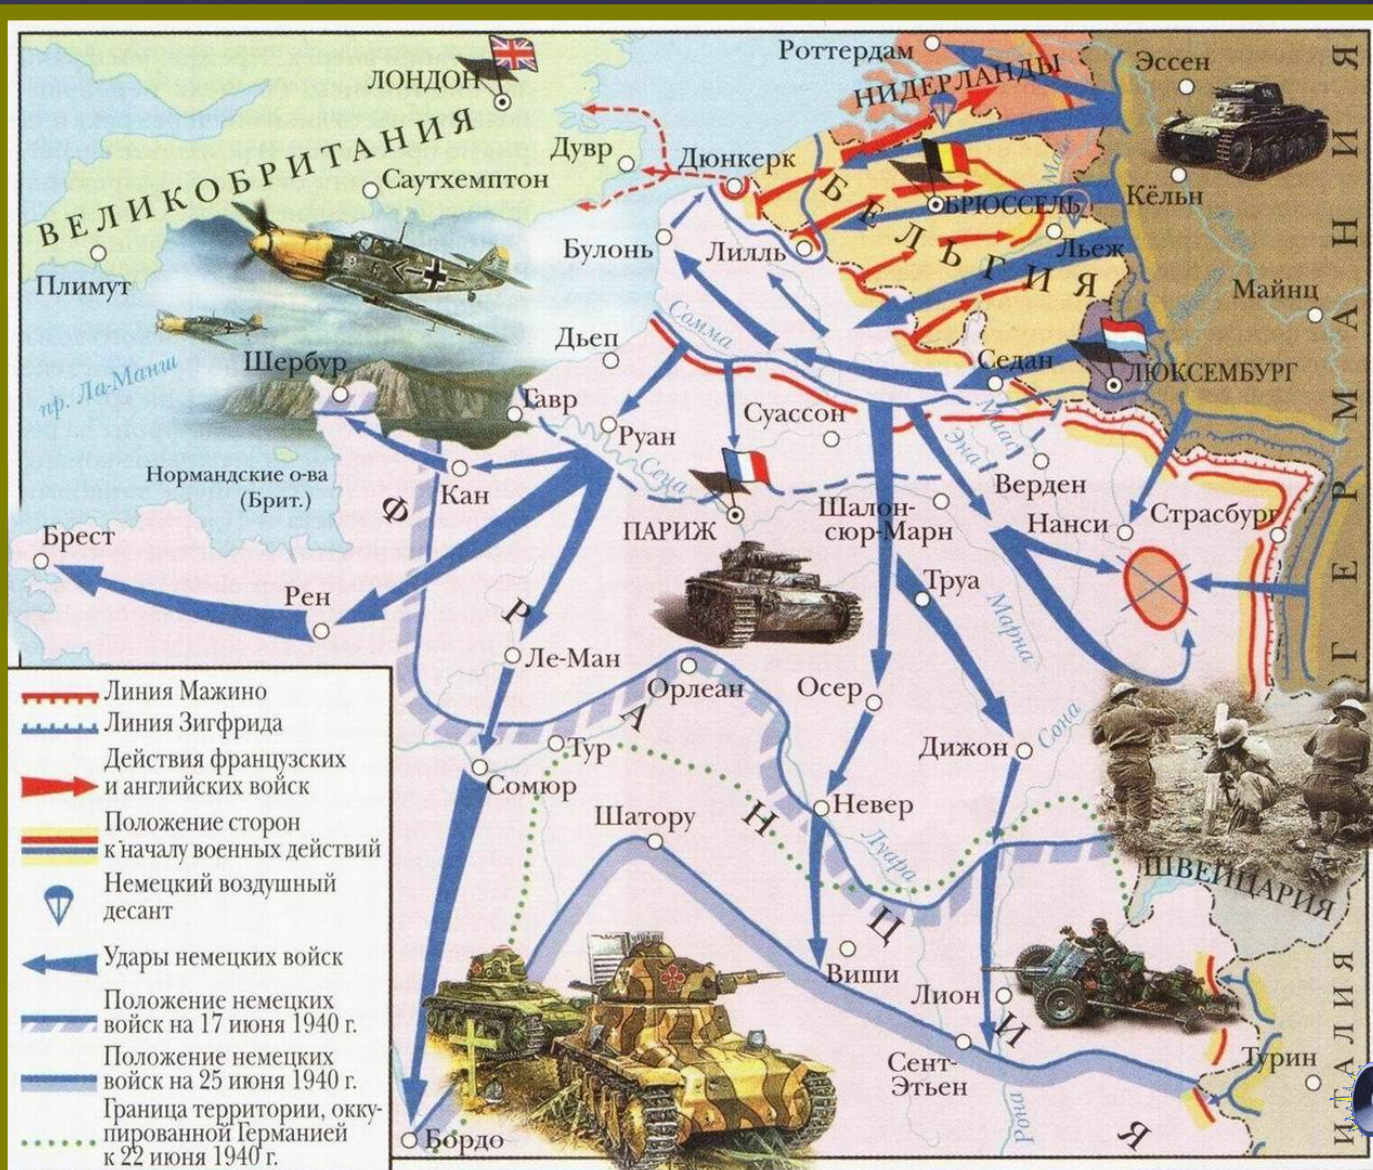 Роттердам
Эссен
НИДЕРЛАНДЫ
ЛОНДОН
ВЕЛИКОБРИТАНИЯ
Дувр
Дюнкерк
Маас
Саутхемптон
Кёльн
БЕЛЬГИЯ
БРЮССЕЛЬ
Булонь
Лилль
Льеж
Плимут
Майнц
ГЕРМАНИЯ
Сомма
Дьеп
Шербур
Седан
ЛЮКСЕМБУРГ
пр. Ла-Манш
Гавр
Суассон
Руан
Маас
Эна
Сена
Нормандские о-ва
(Брит.)
Кан
Верден
ПАРИЖ
Шалон-
сюр-Марн
Нанси
Страсбург
Брест
Рен
Труа
Марна
ФРАНЦИЯ
Ле-Ман
Орлеан
Осер
Сона
Дижон
Тур
Сомюр
Невер
Шатору
Луара
ШВЕЙЦАРИЯ
Виши
Лион
ИТАЛИЯ
Сент-
Этьен
Турин
Рона
Бордо
Линия Мажино
Линия Зигфрида
Действия французских
и английских войск
Положение сторон
к началу военных действий
Немецкий воздушный
десант
Удары немецких войск
Положение немецких
войск на 17 июня 1940 г.
Положение немецких
войск на 25 июня 1940 г.
Граница территории, окку-
пированной Германией
к 22 июня 1940 г.